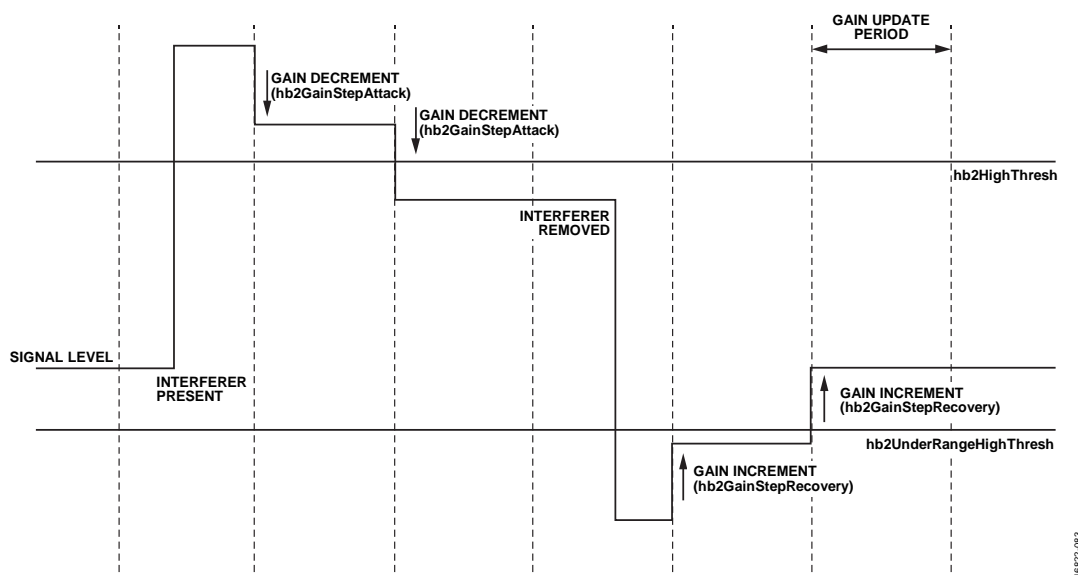 GAIN UPDATE
PERIOD
GAIN DECREMENT
(hb2GainStepAttack)
GAIN DECREMENT
(hb2GainStepAttack)
hb2HighThresh
INTERFERER
REMOVED
SIGNAL LEVEL
INTERFERER
PRESENT
GAIN INCREMENT
(hb2GainStepRecovery)
hb2UnderRangeHighThresh
GAIN INCREMENT
(hb2GainStepRecovery)